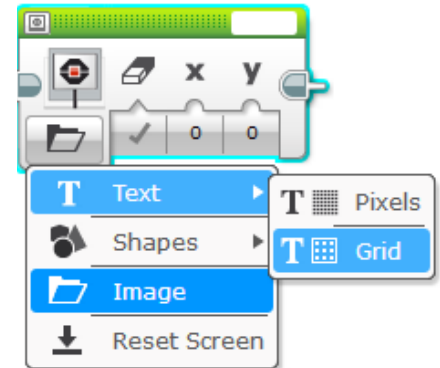 x y
0 0
T Text
T Pixels
Shapes
T Grid
Image
Reset Screen